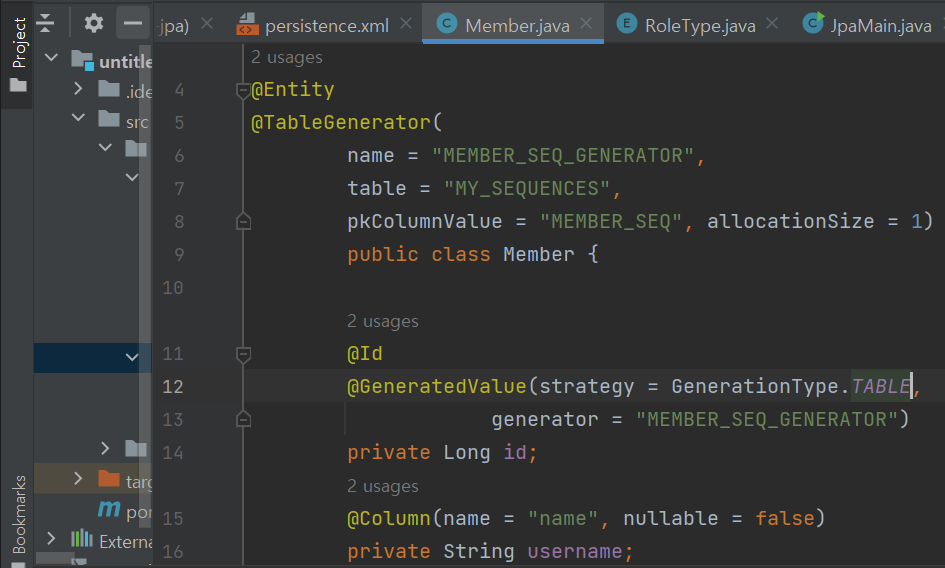 Project
Bookmarks
jpa)
persistence.xml
Member.java
RoleType.java
JpaMain.java
untitle
.ide
src
targ
m
por
Externa
2 usages
4 @Entity
5 @TableGenerator(
6 name = "MEMBER_SEQ_GENERATOR",
7 table = "MY_SEQUENCES",
8 pkColumnValue = "MEMBER_SEQ", allocationSize = 1)
9 public class Member {
10
2 usages
11 @Id
12 @GeneratedValue(strategy = GenerationType.TABLE,
13 generator = "MEMBER_SEQ_GENERATOR")
14 private Long id;
2 usages
15 @Column(name = "name", nullable = false)
16 private String username;